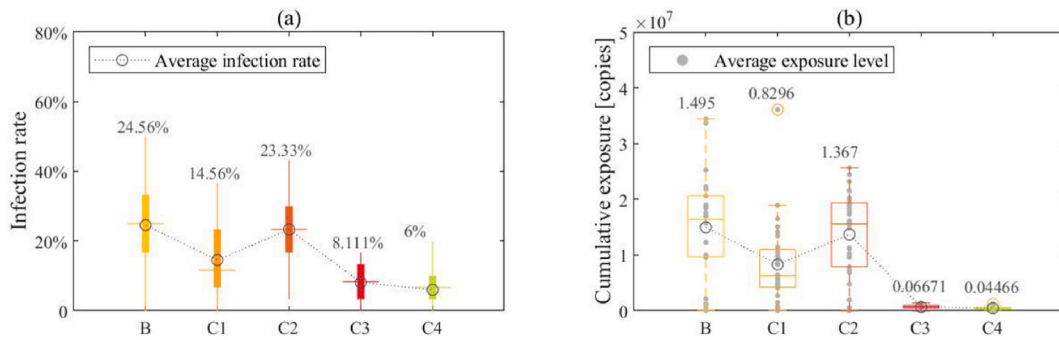 (a)
80%
60%
40%
20%
0
Infection rate
Average infection rate
24.56%
14.56%
23.33%
8.111%
6%
B C1 C2 C3 C4
(b)
×10⁷
5
4
3
2
1
0
Cumulative exposure [copies]
Average exposure level
1.495
0.8296
1.367
0.06671
0.04466
B C1 C2 C3 C4